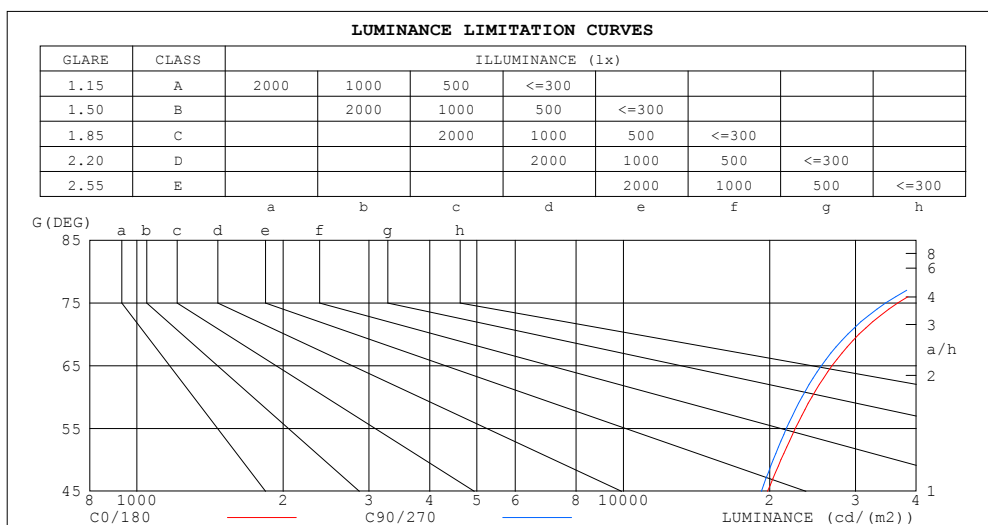 LUMINANCE LIMITATION CURVES
GLARE CLASS ILLUMINANCE (lx)
1.15 A 2000 1000 500 <=300
1.50 B 2000 1000 500 <=300
1.85 C 2000 1000 500 <=300
2.20 D 2000 1000 500 <=300
2.55 E 2000 1000 500 <=300
a b c d e f g h
G(DEG)
85 a b c d e f g h 8
6
75 4
3
a/h
65 2
55
45 1
8 1000 2 3 4 5 6 8 10000 2 3 4
C0/180 C90/270 LUMINANCE (cd/(m2))